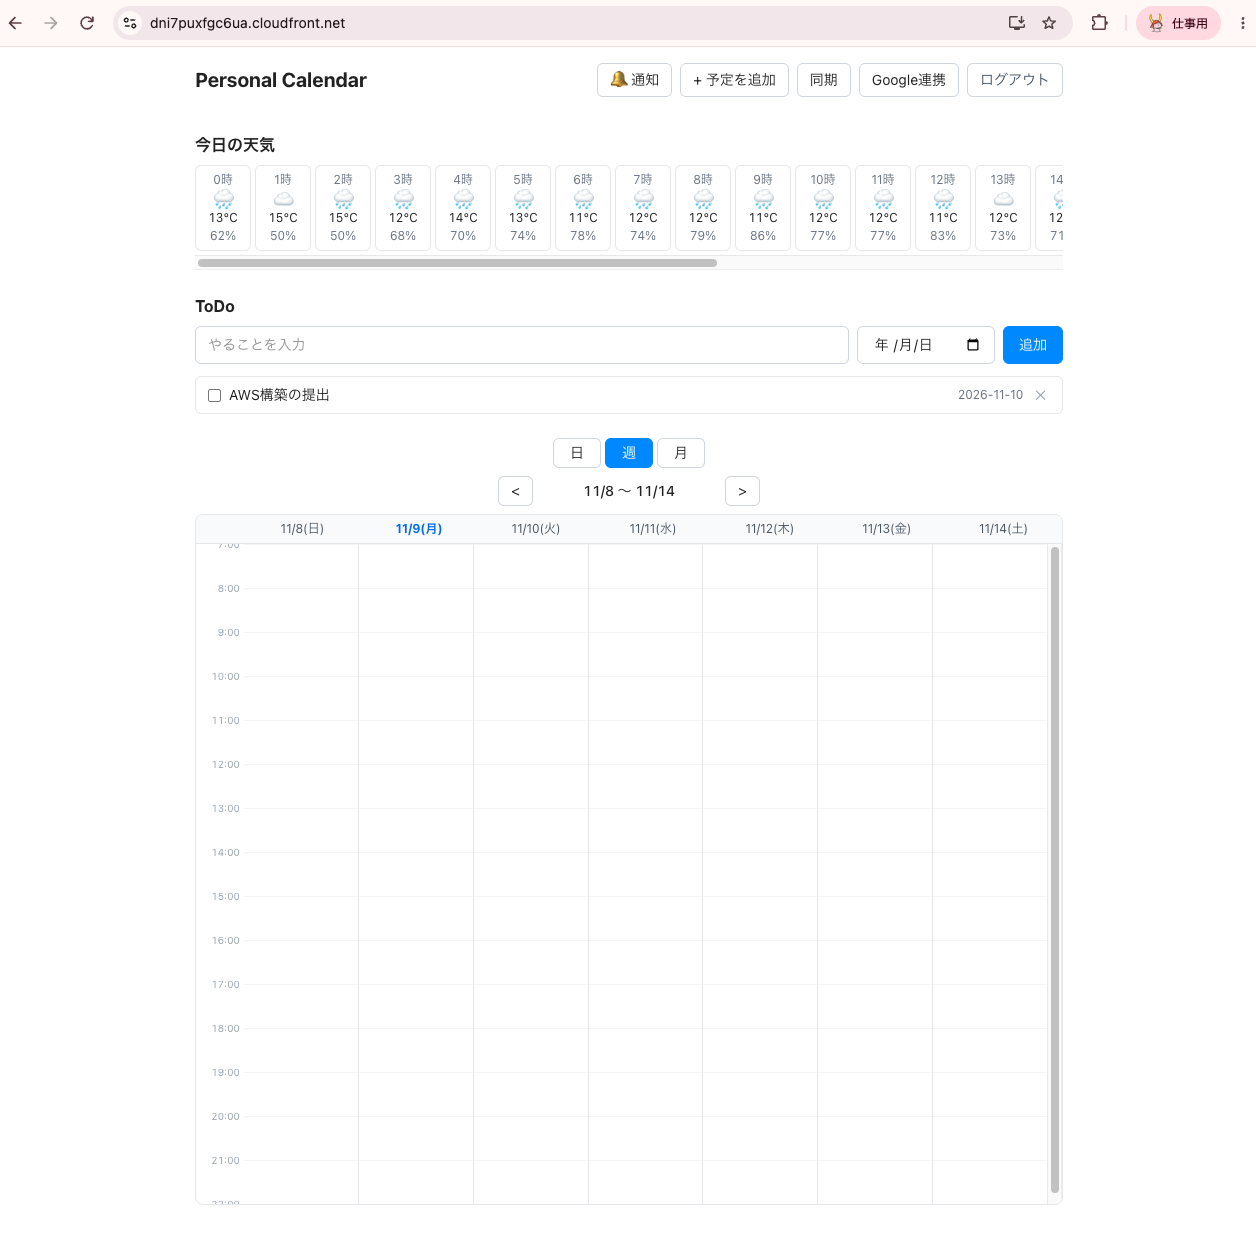 dni7puxfgc6ua.cloudfront.net 仕事用
Personal Calendar 通知 + 予定を追加 同期 Google連携 ログアウト
今日の天気
0時 1時 2時 3時 4時 5時 6時 7時 8時 9時 10時 11時 12時 13時 14
13°C 15°C 15°C 12°C 14°C 13°C 11°C 12°C 12°C 11°C 12°C 12°C 11°C 12°C 12
62% 50% 50% 68% 70% 74% 78% 74% 79% 86% 77% 77% 83% 73% 71
ToDo
やることを入力 年 /月/日 追加
AWS構築の提出 2026-11-10
日 週 月
< 11/8 〜 11/14 >
11/8(日) 11/9(月) 11/10(火) 11/11(水) 11/12(木) 11/13(金) 11/14(土)
7:00
8:00
9:00
10:00
11:00
12:00
13:00
14:00
15:00
16:00
17:00
18:00
19:00
20:00
21:00
22:00